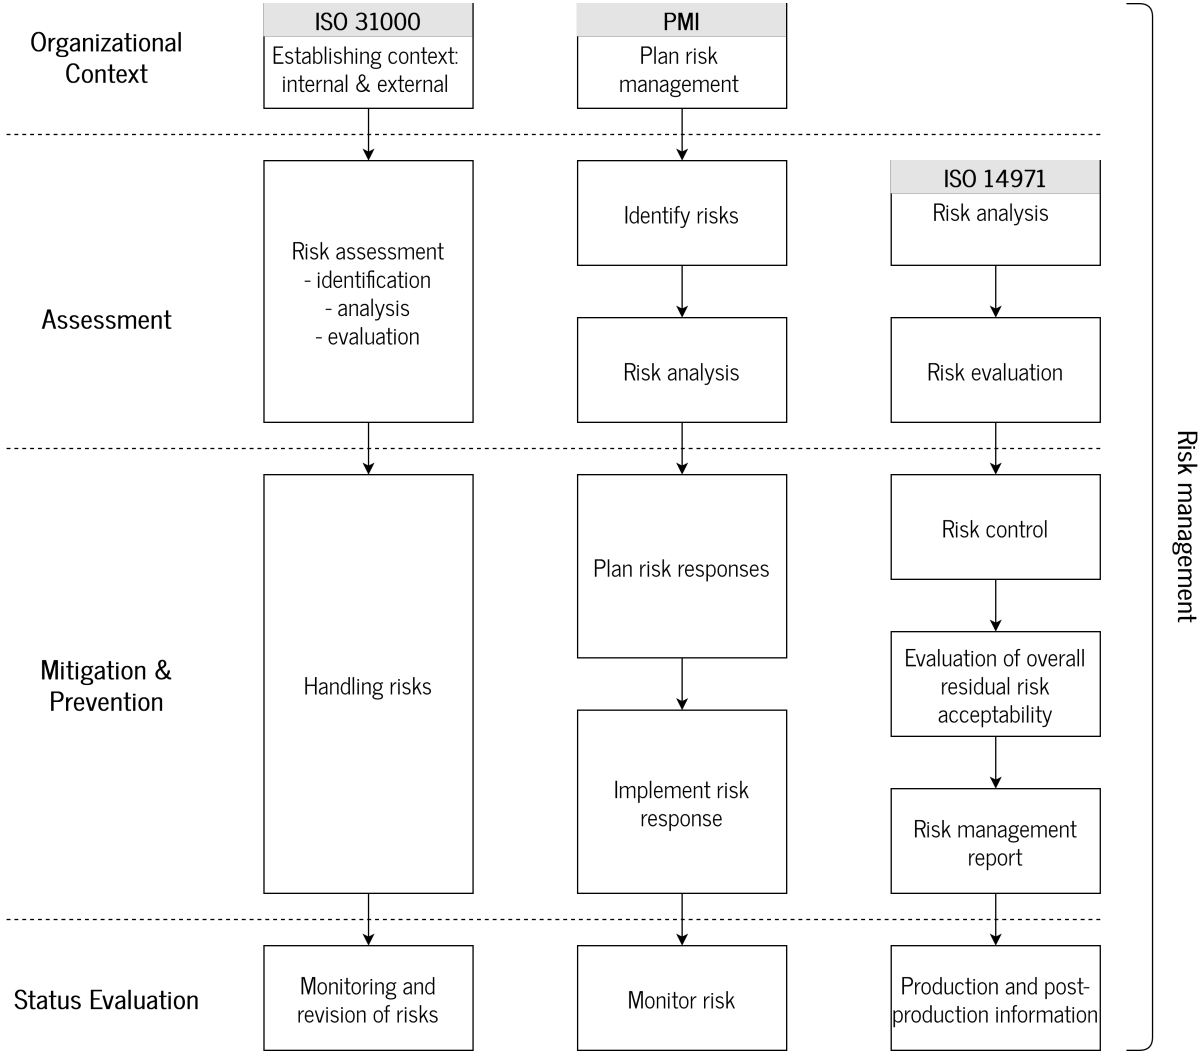 Organizational
Context
ISO 31000
Establishing context:
internal & external
PMI
Plan risk
management
Assessment
Risk assessment
- identification
- analysis
- evaluation
Identify risks
Risk analysis
ISO 14971
Risk analysis
Risk evaluation
Mitigation &
Prevention
Handling risks
Plan risk responses
Implement risk
response
Risk control
Evaluation of overall
residual risk
acceptability
Risk management
report
Status Evaluation
Monitoring and
revision of risks
Monitor risk
Production and post-
production information
Risk management